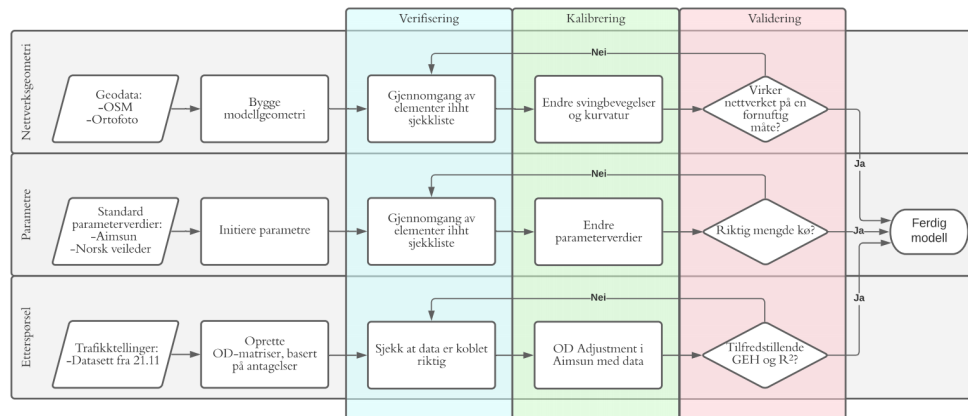 Verifisering
Kalibrering
Validering
Nettverksgeometri
Geodata:
-OSM
-Ortofoto
Bygge
modellgeometri
Gjennomgang av
elementer ihht
sjekkliste
Endre svingbevegelser
og kurvatur
Virker
nettverket på en
fornuftig
måte?
Nei
Ja
Parametre
Standard
parameterverdier:
-Aimsun
-Norsk veileder
Initiere parametre
Gjennomgang av
elementer ihht
sjekkliste
Endre
parameterverdier
Riktig mengde kø?
Nei
Ja
Ferdig
modell
Etterspørsel
Trafikktellinger:
-Datasett fra 21.11
Oprette
OD-matriser, basert
på antagelser
Sjekk at data er koblet
riktig
OD Adjustment i
Aimsun med data
Tilfredstillende
GEH og R²?
Nei
Ja